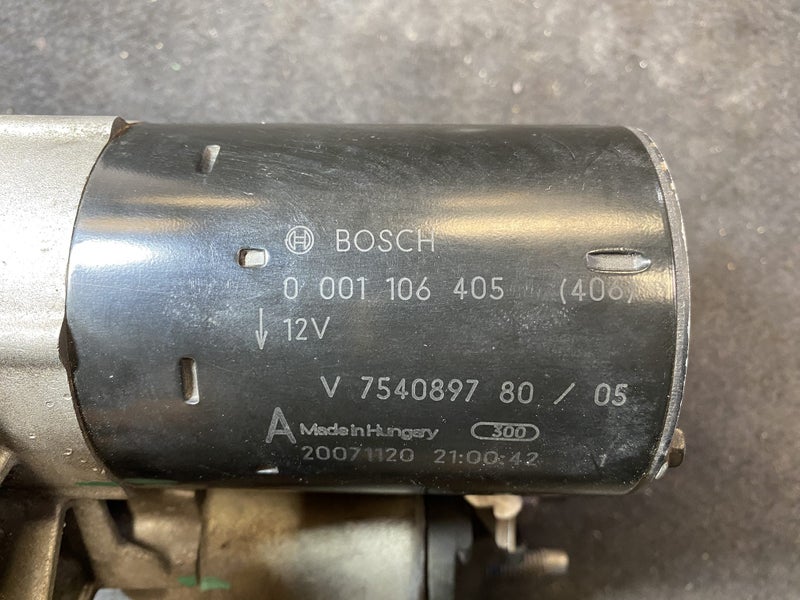 BOSCH
0 001 106 405 (406)
12V
V 7540897 80 / 05
A Made in Hungary 300
20071120 21:00:42